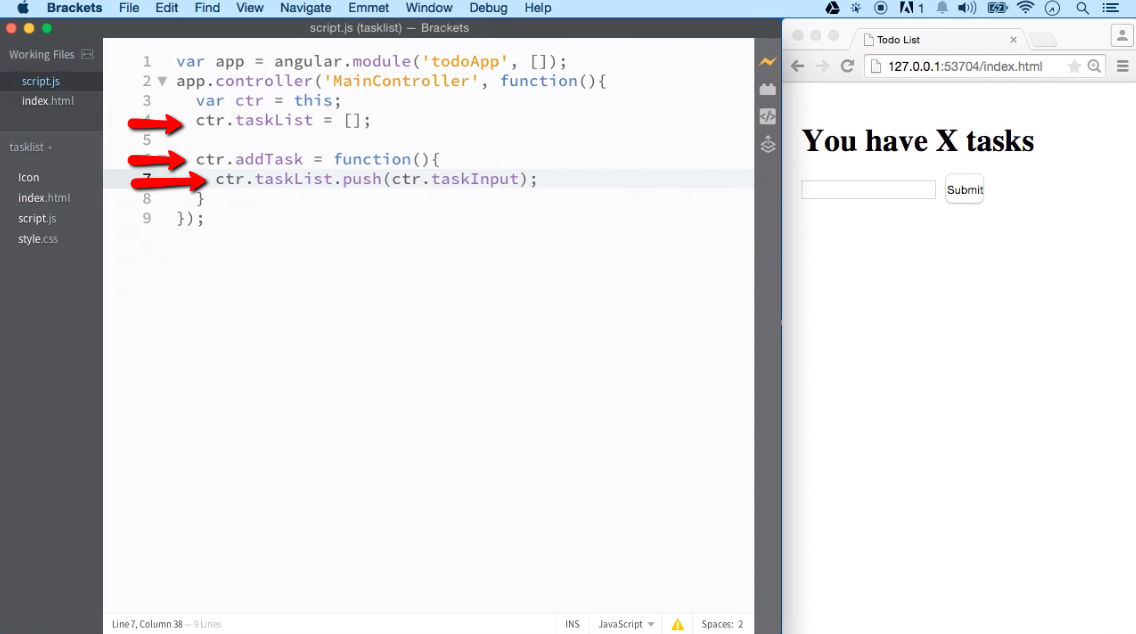 Brackets File Edit Find View Navigate Emmet Window Debug Help 1
script.js (tasklist) — Brackets
Working Files
script.js
index.html
tasklist
Icon
index.html
script.js
style.css
1 var app = angular.module('todoApp', []);
2 app.controller('MainController', function(){
3 var ctr = this;
ctr.taskList = [];
5
ctr.addTask = function(){
7 ctr.taskList.push(ctr.taskInput);
8 }
9 });
Line 7, Column 38 — 9 Lines
INS JavaScript Spaces: 2
Todo List
127.0.0.1:53704/index.html
You have X tasks
Submit